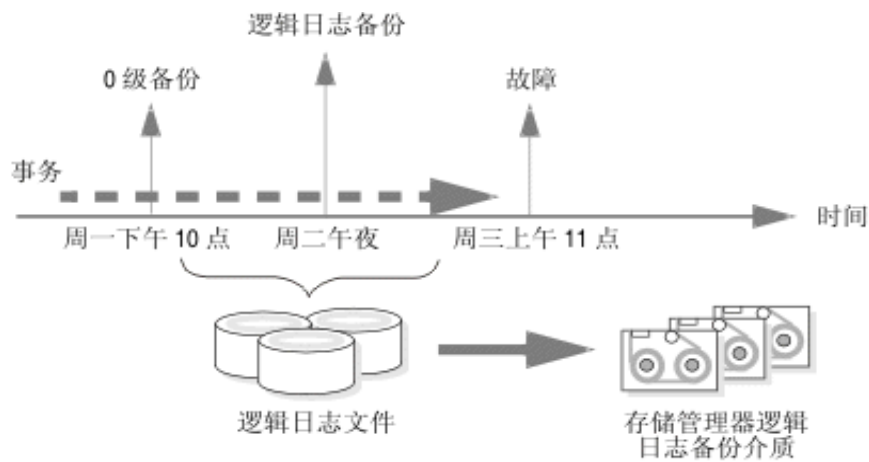 逻辑日志备份
0 级备份
故障
事务
时间
周一下午 10 点
周二午夜
周三上午 11 点
逻辑日志文件
存储管理器逻辑
日志备份介质